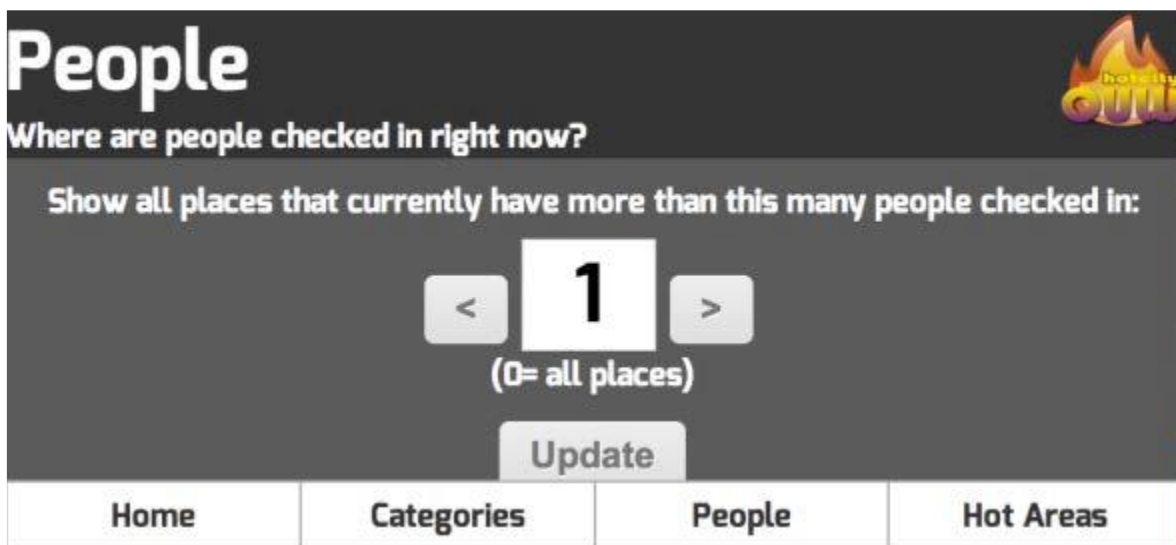 People
hotcity
Where are people checked in right now?
Show all places that currently have more than this many people checked in:
< 1 >
(0= all places)
Update
Home Categories People Hot Areas